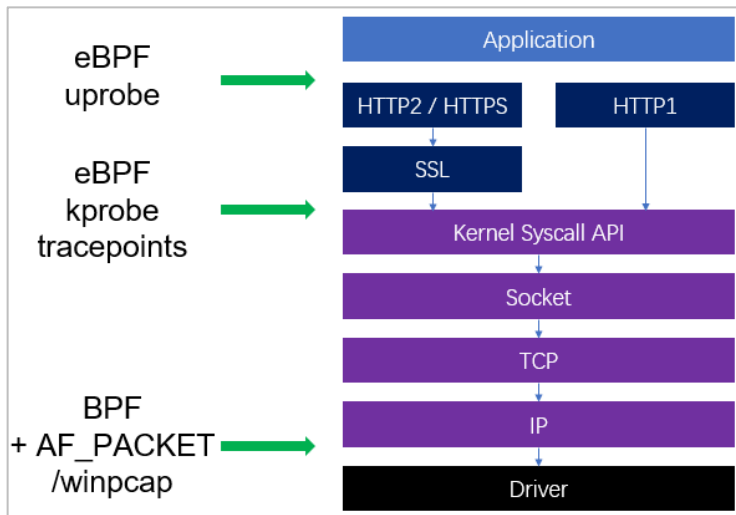 eBPF
uprobe
Application
HTTP2 / HTTPS
HTTP1
eBPF
kprobe
tracepoints
SSL
Kernel Syscall API
Socket
TCP
BPF
+ AF_PACKET
/winpcap
IP
Driver